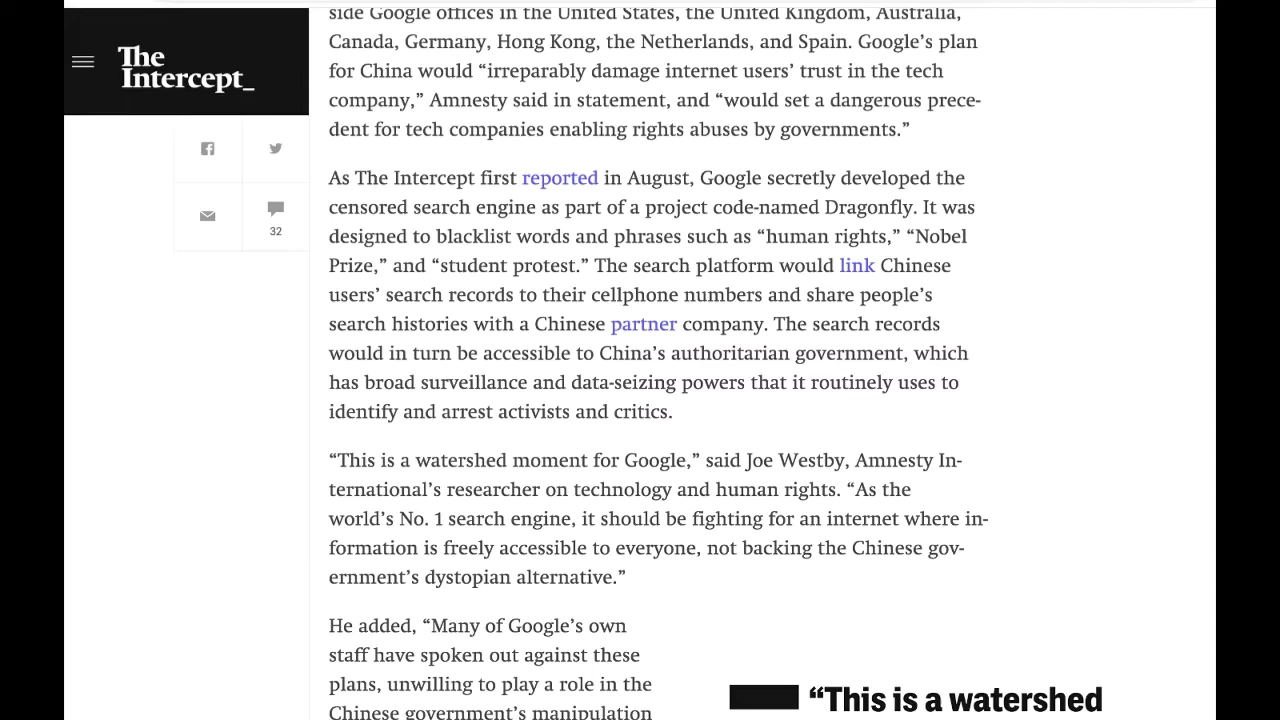 The
Intercept_
32
side Google offices in the United States, the United Kingdom, Australia,
Canada, Germany, Hong Kong, the Netherlands, and Spain. Google’s plan
for China would “irreparably damage internet users’ trust in the tech
company,” Amnesty said in statement, and “would set a dangerous prece-
dent for tech companies enabling rights abuses by governments.”
As The Intercept first reported in August, Google secretly developed the
censored search engine as part of a project code-named Dragonfly. It was
designed to blacklist words and phrases such as “human rights,” “Nobel
Prize,” and “student protest.” The search platform would link Chinese
users’ search records to their cellphone numbers and share people’s
search histories with a Chinese partner company. The search records
would in turn be accessible to China’s authoritarian government, which
has broad surveillance and data-seizing powers that it routinely uses to
identify and arrest activists and critics.
“This is a watershed moment for Google,” said Joe Westby, Amnesty In-
ternational’s researcher on technology and human rights. “As the
world’s No. 1 search engine, it should be fighting for an internet where in-
formation is freely accessible to everyone, not backing the Chinese gov-
ernment’s dystopian alternative.”
He added, “Many of Google’s own
staff have spoken out against these
plans, unwilling to play a role in the
Chinese government’s manipulation
“This is a watershed